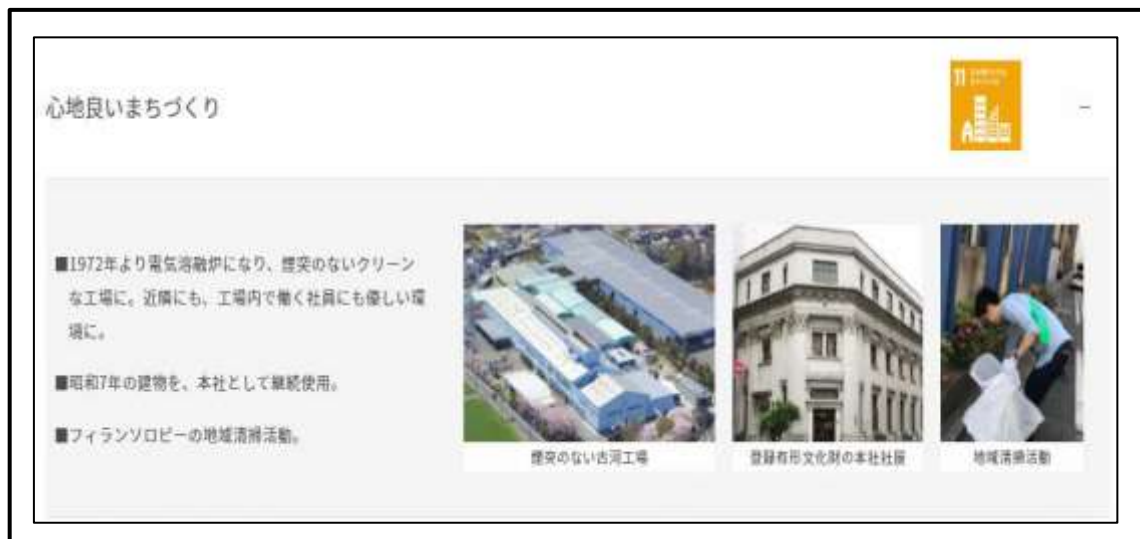 心地良いまちづくり
11
■1972年より電気溶融炉になり、煙突のないクリーン
な工場に。近隣にも、工場内で働く社員にも優しい環
境に。
■昭和7年の建物を、本社として継続使用。
■フィランソロピーの地域清掃活動。
煙突のない古河工場
登録有形文化財の本社社屋
地域清掃活動